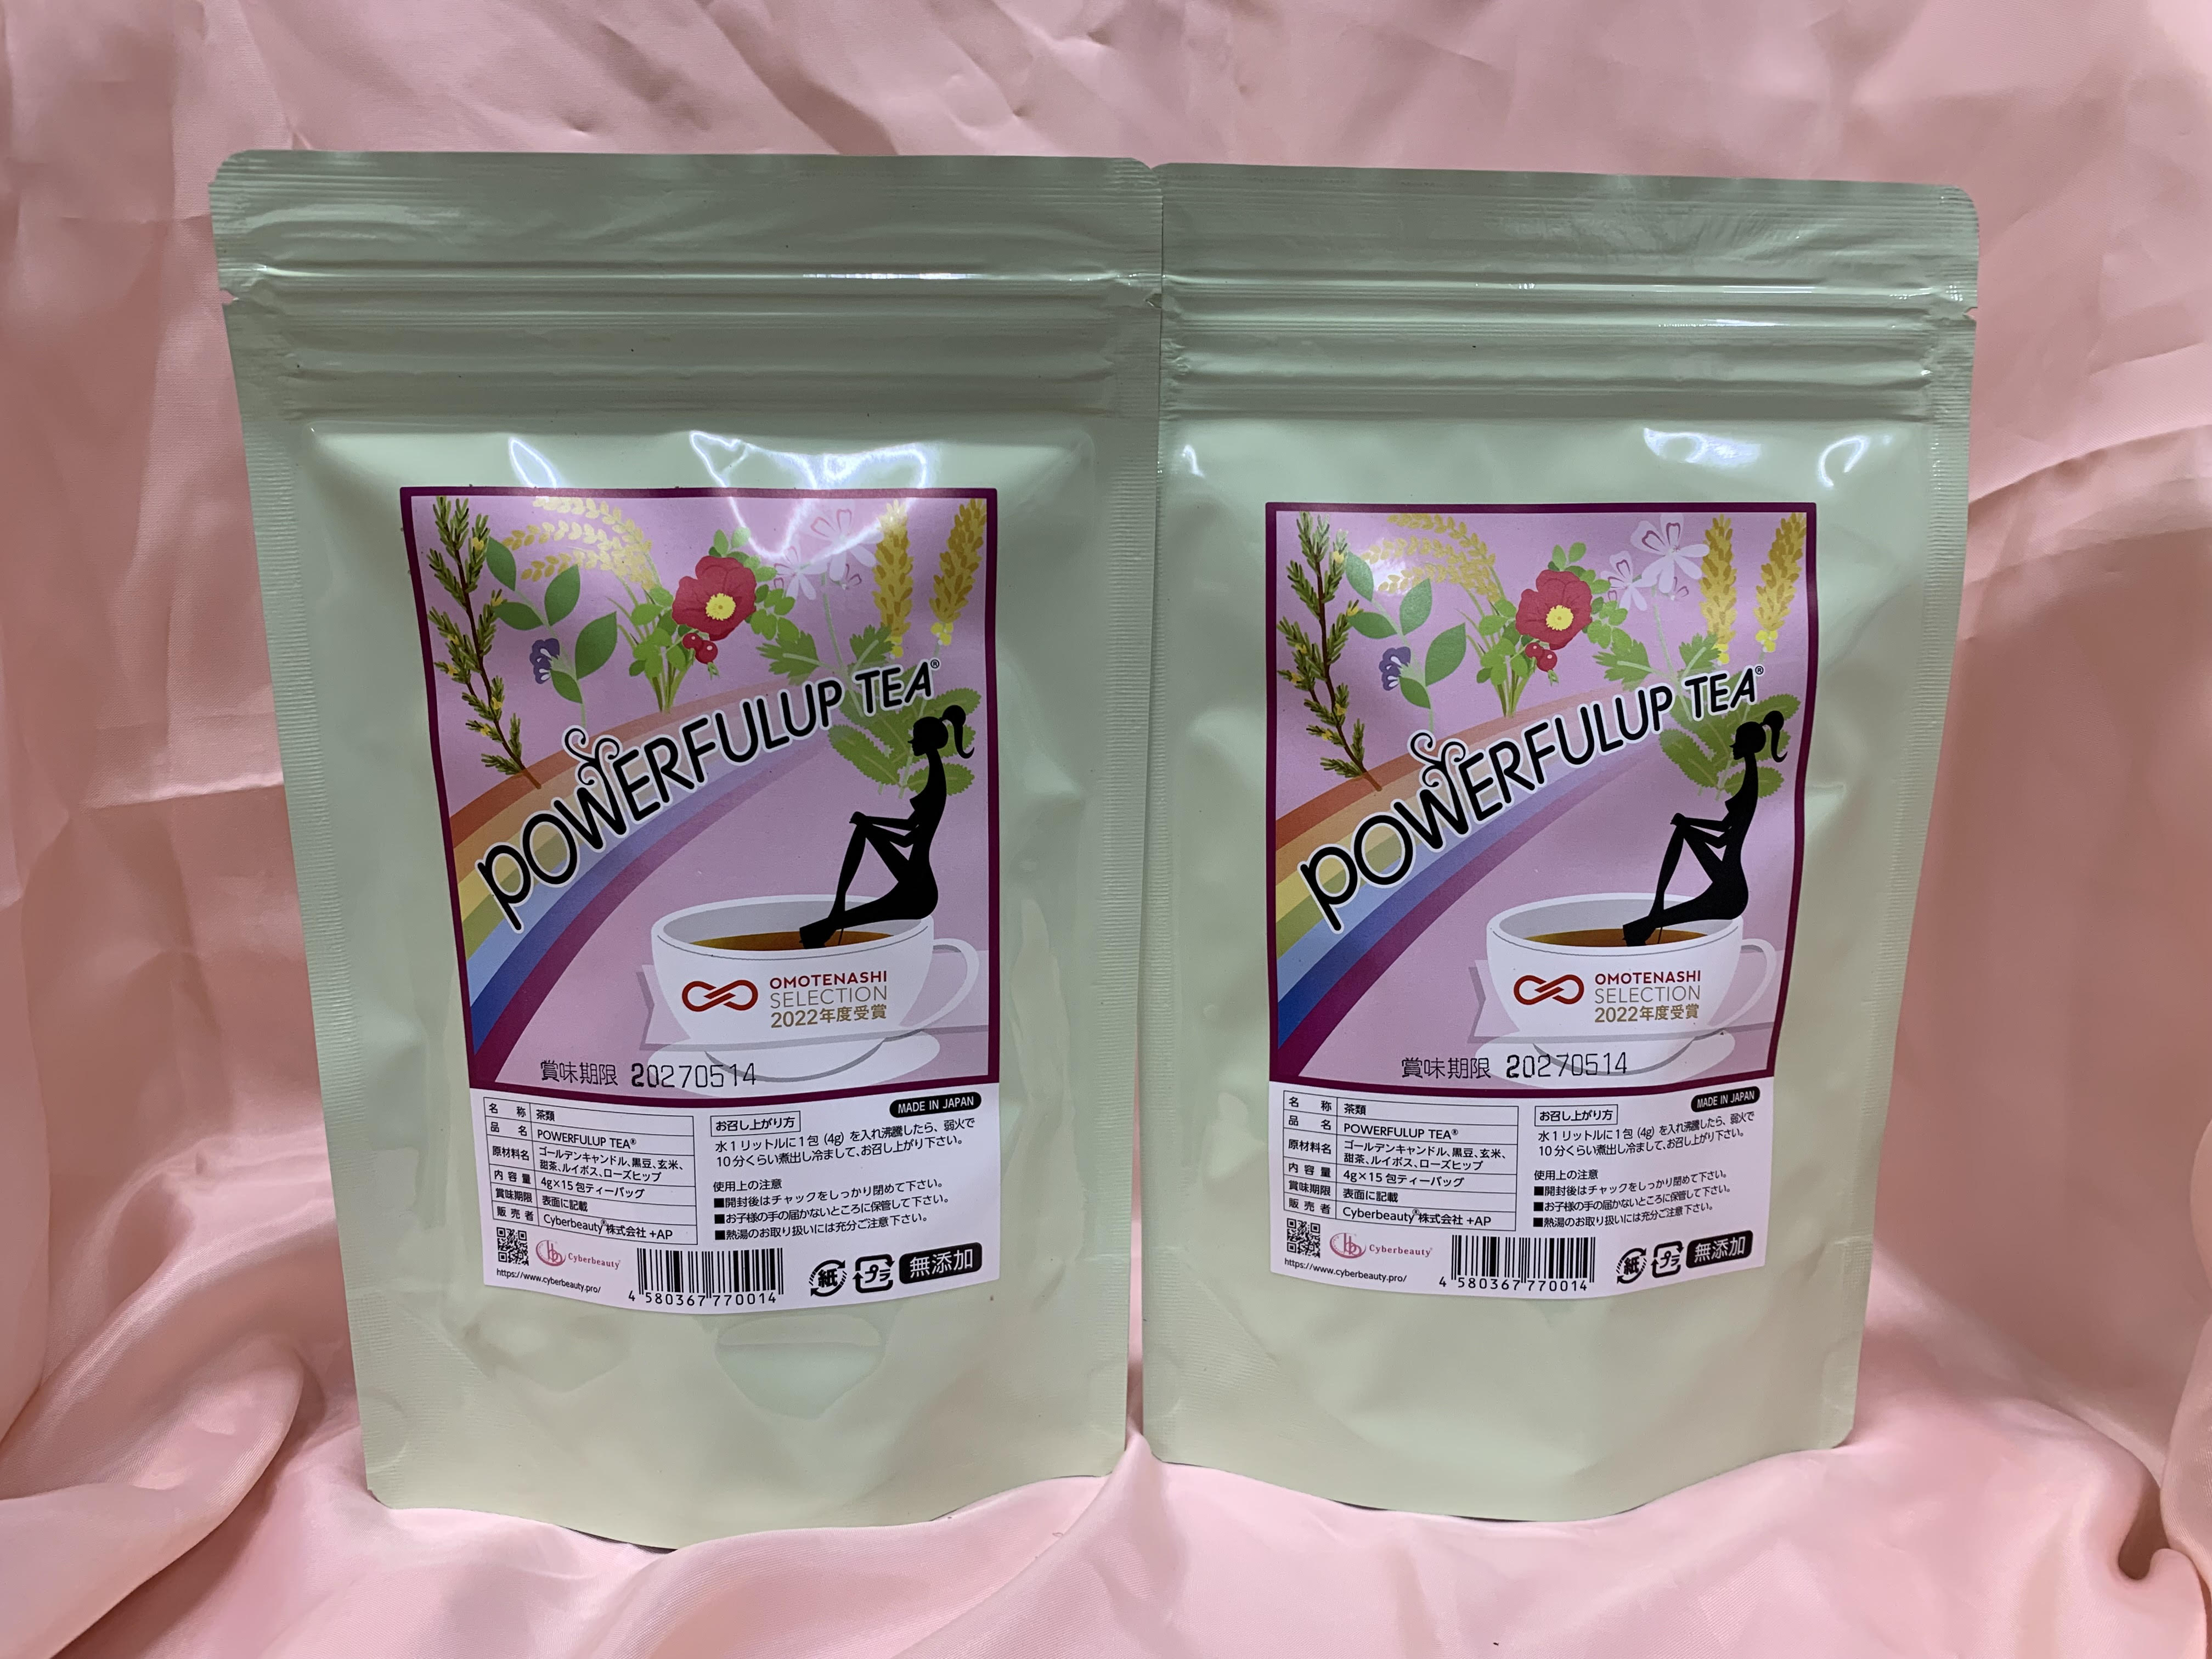 POWERFULUP TEA®
OMOTENASHI
SELECTION
2022年度受賞
賞味期限 20270514
MADE IN JAPAN
名称 茶類
品名 POWERFULUP TEA®
原材料名 ゴールデンキャンドル、黒豆、玄米、
甜茶、ルイボス、ローズヒップ
内容量 4g×15包ティーバッグ
賞味期限 表面に記載
販売者 Cyberbeauty®株式会社 +AP
お召し上がり方
水1リットルに1包 (4g) を入れ沸騰したら、弱火で
10分くらい煮出し冷まして、お召し上がり下さい。
使用上の注意
■開封後はチャックをしっかり閉めて下さい。
■お子様の手の届かないところに保管して下さい。
■熱湯のお取り扱いには充分ご注意下さい。
Cyberbeauty®
https://www.cyberbeauty.pro/
4 580367 770014
紙
プラ
無添加
POWERFULUP TEA®
OMOTENASHI
SELECTION
2022年度受賞
賞味期限 20270514
MADE IN JAPAN
名称 茶類
品名 POWERFULUP TEA®
原材料名 ゴールデンキャンドル、黒豆、玄米、
甜茶、ルイボス、ローズヒップ
内容量 4g×15包ティーバッグ
賞味期限 表面に記載
販売者 Cyberbeauty®株式会社 +AP
お召し上がり方
水1リットルに1包 (4g) を入れ沸騰したら、弱火で
10分くらい煮出し冷まして、お召し上がり下さい。
使用上の注意
■開封後はチャックをしっかり閉めて下さい。
■お子様の手の届かないところに保管して下さい。
■熱湯のお取り扱いには充分ご注意下さい。
Cyberbeauty®
https://www.cyberbeauty.pro/
4 580367 770014
紙
プラ
無添加